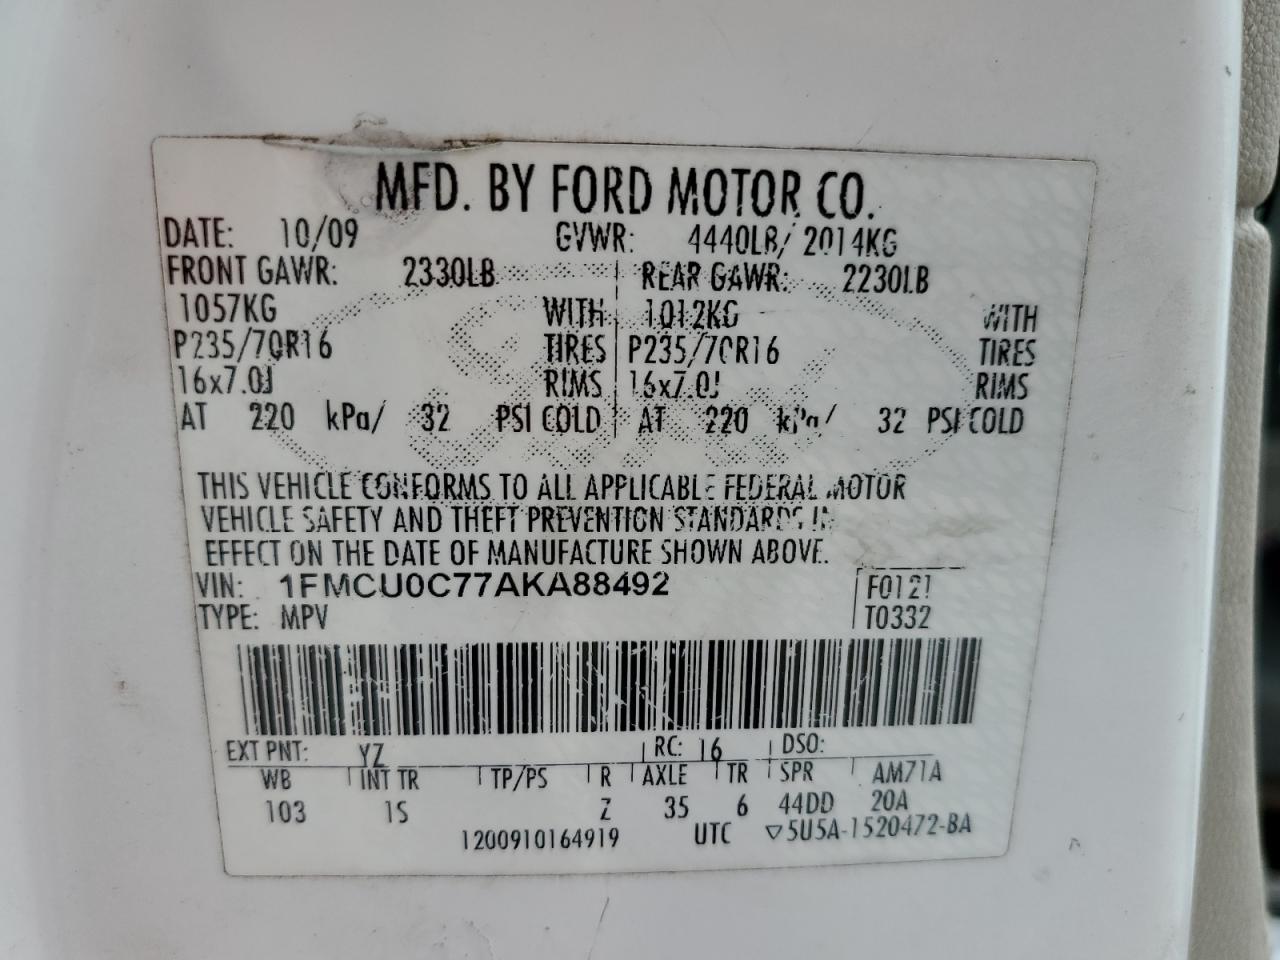 MFD. BY FORD MOTOR CO.
DATE: 10/09 GVWR: 4440LB/ 2014KG
FRONT GAWR: 2330LB REAR GAWR: 2230LB
1057KG WITH 1012KG WITH
P235/70R16 TIRES P235/70R16 TIRES
16x7.0J RIMS 16x7.0J RIMS
AT 220 kPa/ 32 PSI COLD AT 220 kPa/ 32 PSI COLD
THIS VEHICLE CONFORMS TO ALL APPLICABLE FEDERAL MOTOR
VEHICLE SAFETY AND THEFT PREVENTION STANDARDS IN
EFFECT ON THE DATE OF MANUFACTURE SHOWN ABOVE.
VIN: 1FMCU0C77AKA88492 F0121
TYPE: MPV T0332
EXT PNT: YZ RC: 16 DSO:
WB INT TR TP/PS R AXLE TR SPR AM71A
103 1S Z 35 6 44DD 20A
1200910164919 UTC ▽5U5A-1520472-BA